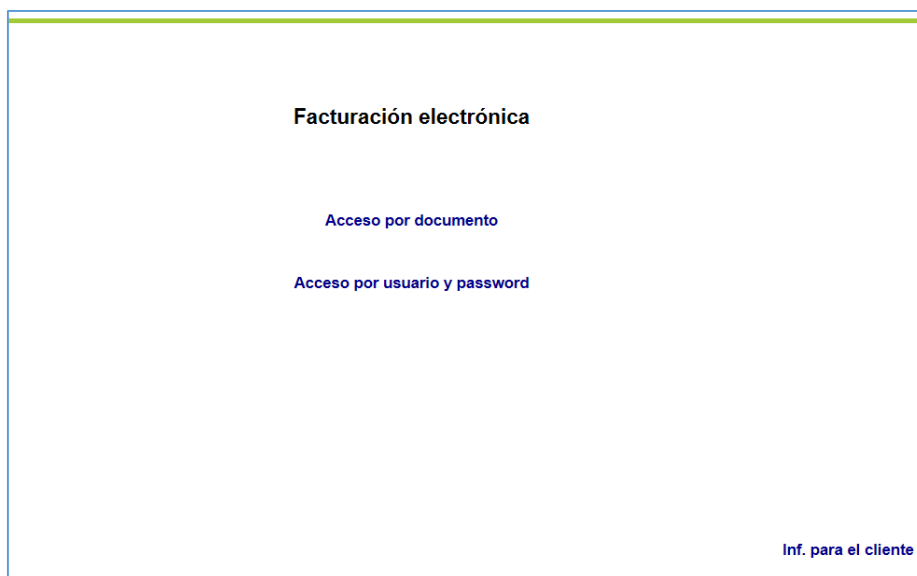 Facturación electrónica
Acceso por documento
Acceso por usuario y password
Inf. para el cliente